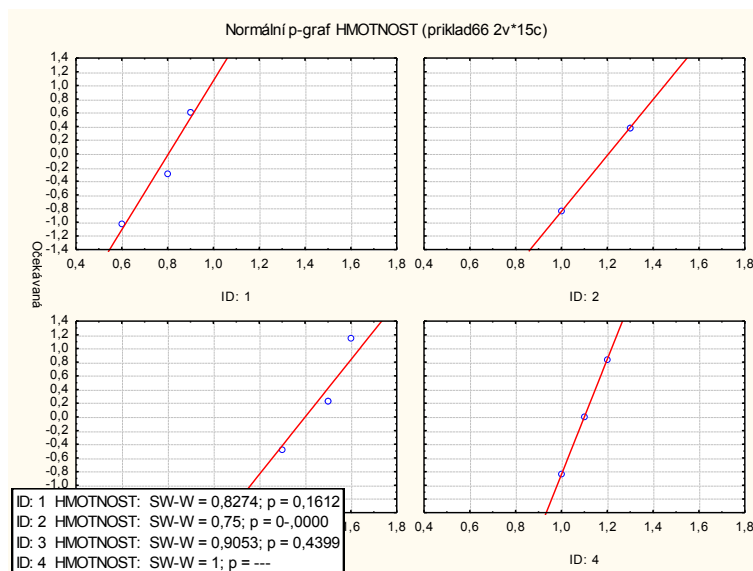 Normální p-graf HMOTNOST (priklad66 2v*15c)
1,4
1,4
1,2
1,0
0,8
0,6
0,4
0,2
0,0
-0,2
-0,4
-0,6
-0,8
-1,0
-1,2
-1,4
0,4 0,6 0,8 1,0 1,2 1,4 1,6 1,8
ID: 1
0,4 0,6 0,8 1,0 1,2 1,4 1,6 1,8
ID: 2
Očekávaná
1,4
1,2
1,0
0,8
0,6
0,4
0,2
0,0
-0,2
-0,4
-0,6
-0,8
-1,0
1,8
0,4 0,6 0,8 1,0 1,2 1,4 1,6 1,8
ID: 4
ID: 1 HMOTNOST: SW-W = 0,8274; p = 0,1612
ID: 2 HMOTNOST: SW-W = 0,75; p = 0-,0000
ID: 3 HMOTNOST: SW-W = 0,9053; p = 0,4399
ID: 4 HMOTNOST: SW-W = 1; p = ---